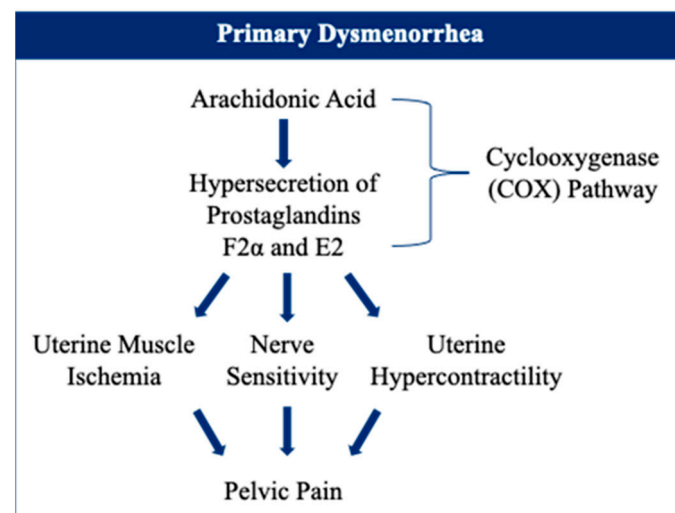 Primary Dysmenorrhea
Arachidonic Acid
Cyclooxygenase
(COX) Pathway
Hypersecretion of
Prostaglandins
F2α and E2
Uterine Muscle
Ischemia
Nerve
Sensitivity
Uterine
Hypercontractility
Pelvic Pain